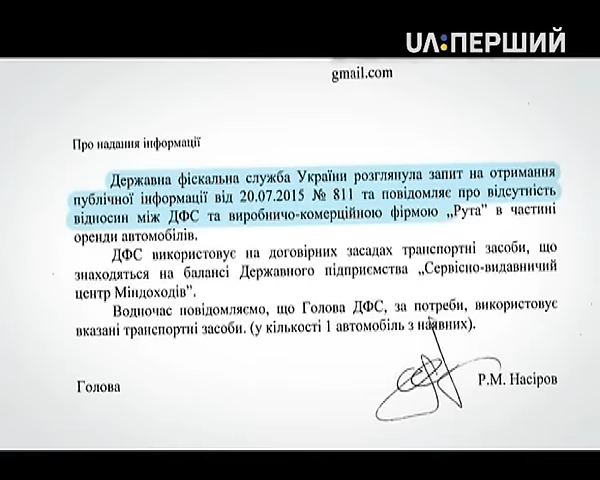 UA:ПЕРШИЙ
gmail.com
Про надання інформації
Державна фіскальна служба України розглянула запит на отримання
публічної інформації від 20.07.2015 № 811 та повідомляє про відсутність
відносин між ДФС та виробничо-комерційною фірмою „Рута” в частині
оренди автомобілів.
ДФС використовує на договірних засадах транспортні засоби, що
знаходяться на балансі Державного підприємства „Сервісно-видавничий
центр Міндоходів”.
Водночас повідомляємо, що Голова ДФС, за потреби, використовує
вказані транспортні засоби. (у кількості 1 автомобіль з наявних).
Голова
Р.М. Насіров